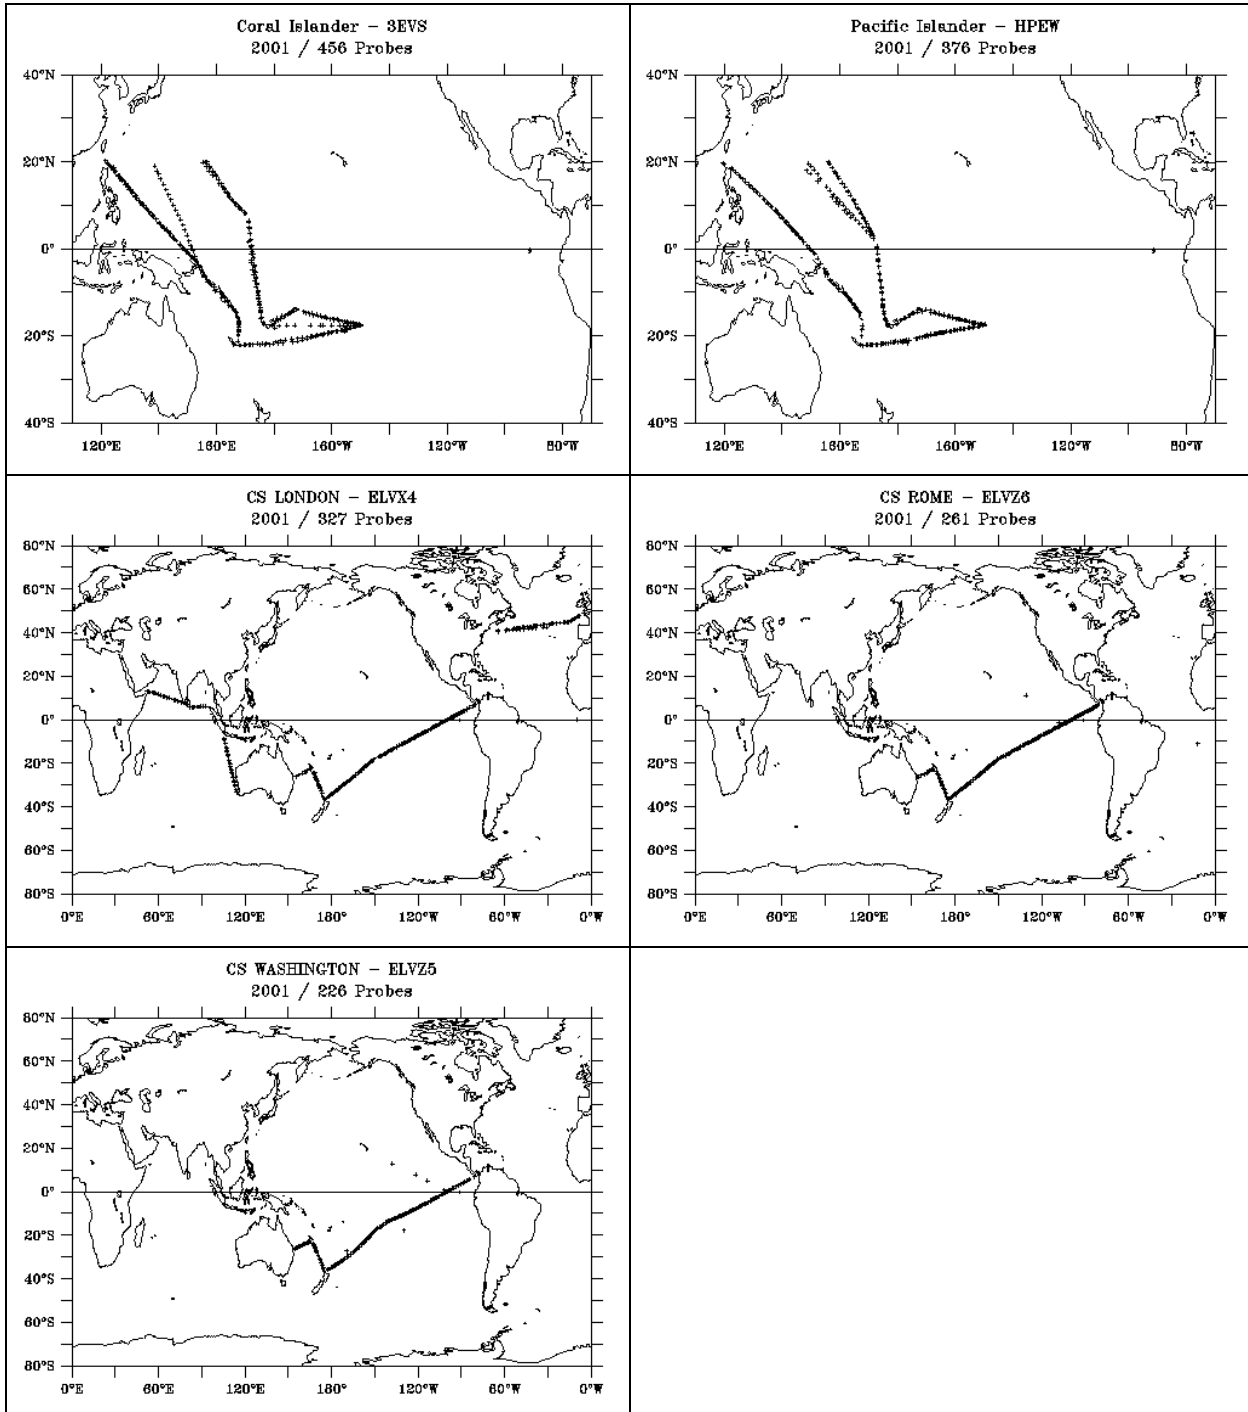 Coral Islander - 3EVS
2001 / 456 Probes
40°N
20°N
0°
20°S
40°S
120°E 160°E 160°W 120°W 80°W
Pacific Islander - HPEW
2001 / 376 Probes
40°N
20°N
0°
20°S
40°S
120°E 160°E 160°W 120°W 80°W
CS LONDON - ELVX4
2001 / 327 Probes
80°N
60°N
40°N
20°N
0°
20°S
40°S
60°S
80°S
0°E 60°E 120°E 180° 120°W 60°W 0°W
CS ROME - ELVZ6
2001 / 261 Probes
80°N
60°N
40°N
20°N
0°
20°S
40°S
60°S
80°S
0°E 60°E 120°E 180° 120°W 60°W 0°W
CS WASHINGTON - ELVZ5
2001 / 226 Probes
80°N
60°N
40°N
20°N
0°
20°S
40°S
60°S
80°S
0°E 60°E 120°E 180° 120°W 60°W 0°W